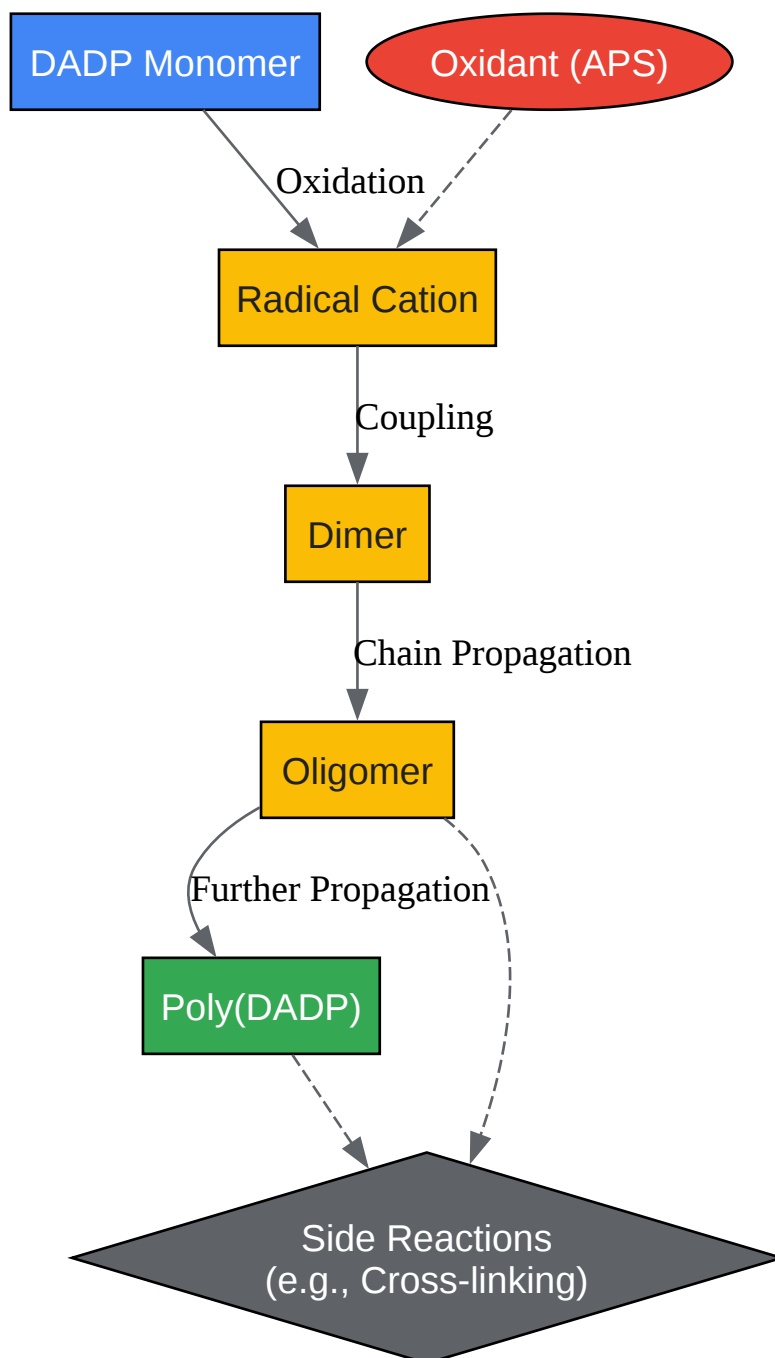 DADP Monomer
Oxidant (APS)
Oxidation
Radical Cation
Coupling
Dimer
Chain Propagation
Oligomer
Further Propagation
Poly(DADP)
Side Reactions
(e.g., Cross-linking)